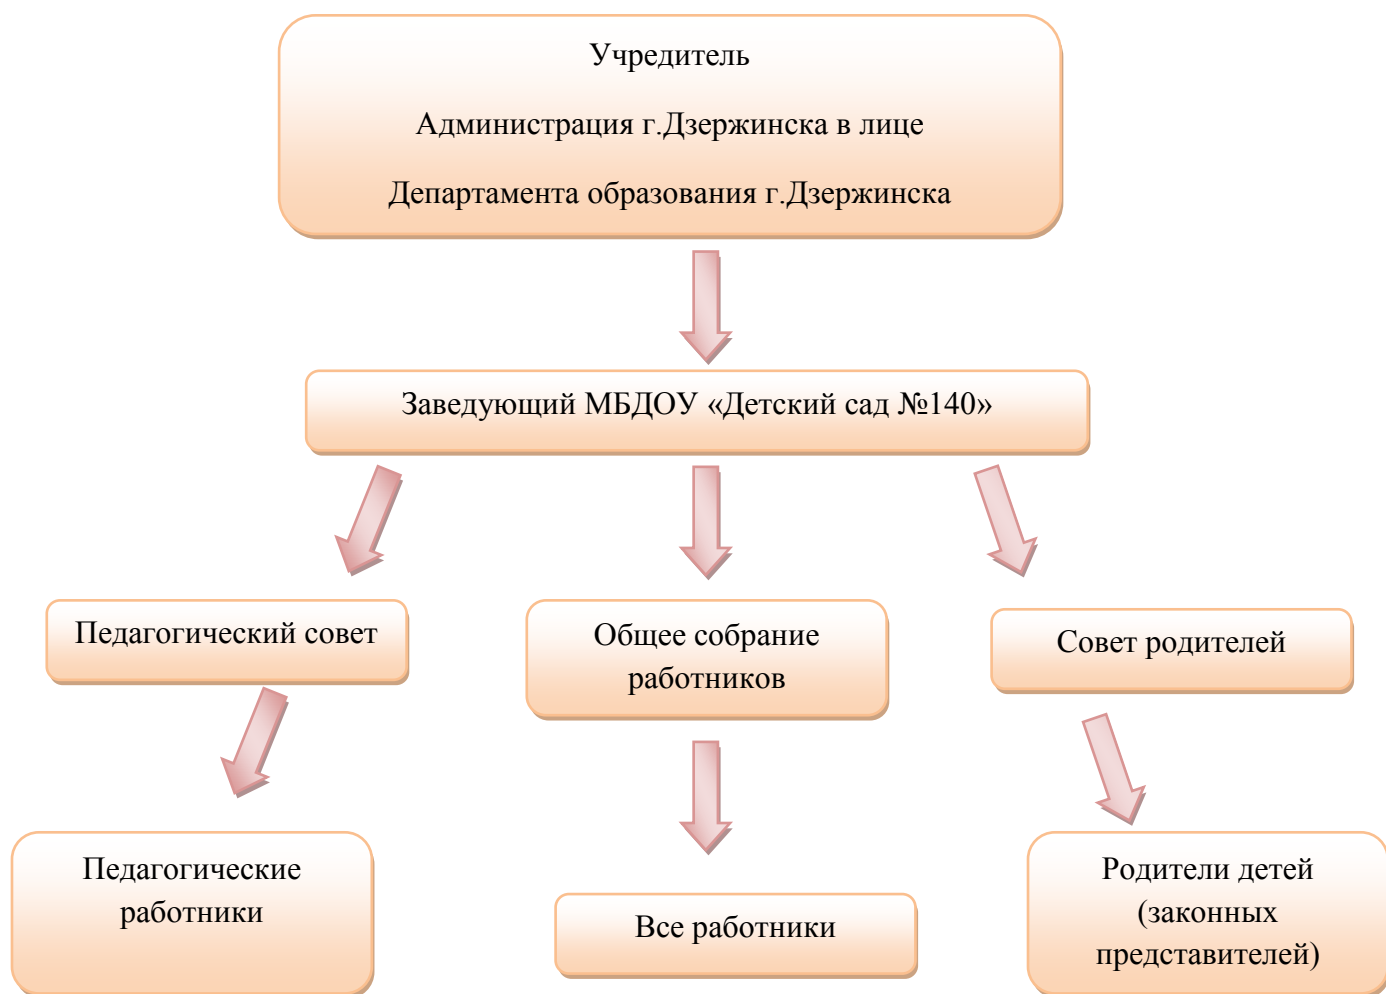 Учредитель
Администрация г.Дзержинска в лице
Департамента образования г.Дзержинска
Заведующий МБДОУ «Детский сад №140»
Педагогический совет
Общее собрание
работников
Совет родителей
Педагогические
работники
Все работники
Родители детей
(законных
представителей)